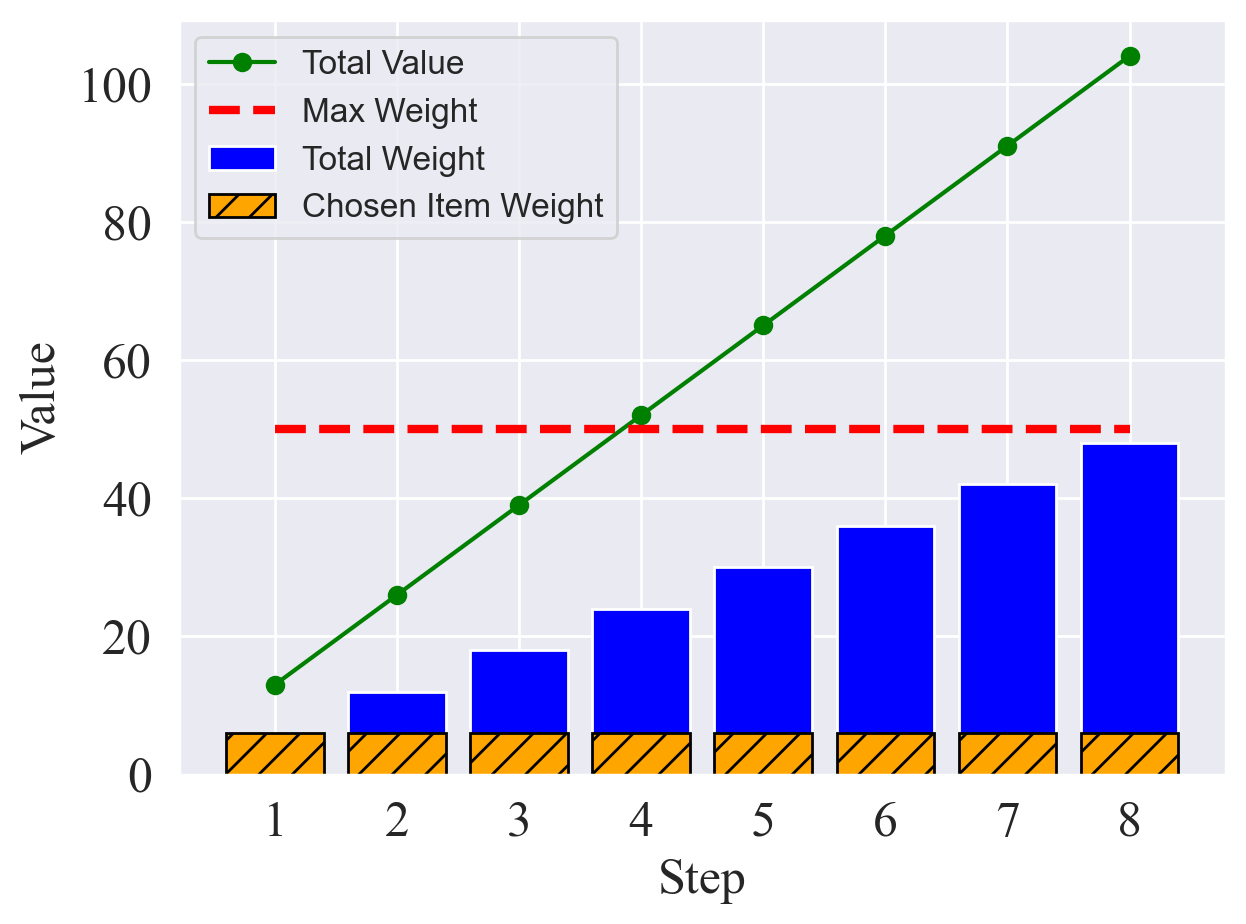 Total Value
Max Weight
Total Weight
Chosen Item Weight
100
80
60
40
20
0
Value
1 2 3 4 5 6 7 8
Step